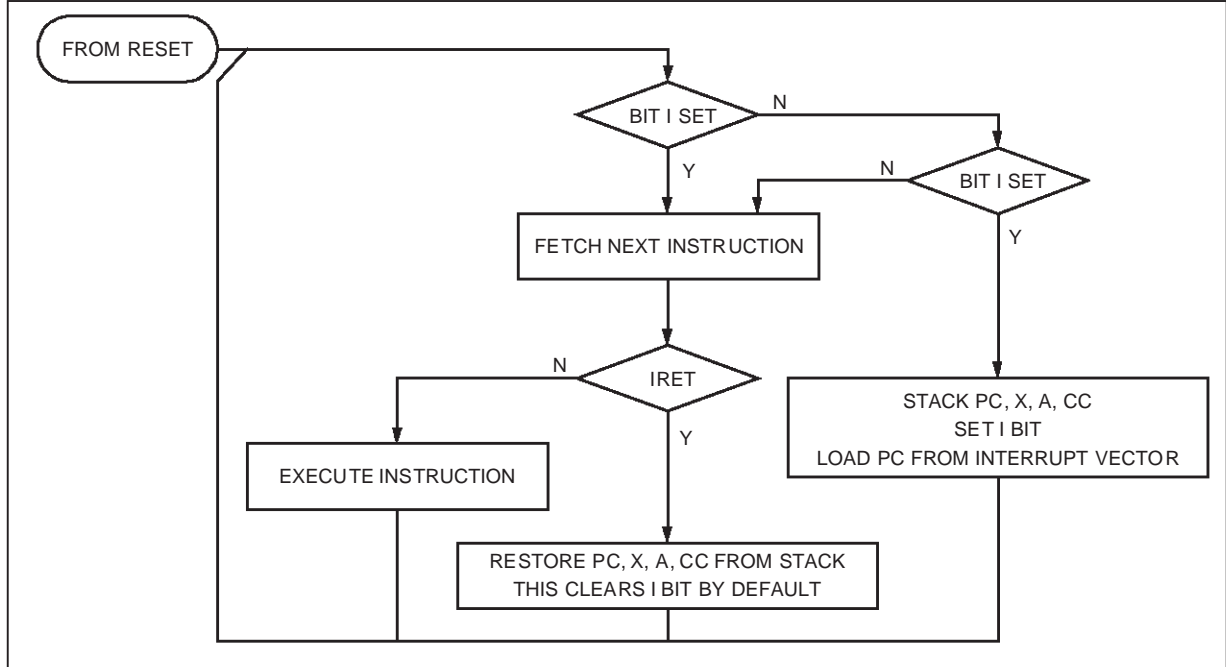 FROM RESET
BIT I SET
N
Y
N
BIT I SET
Y
FETCH NEXT INSTRUCTION
N
IRET
Y
STACK PC, X, A, CC
SET I BIT
LOAD PC FROM INTERRUPT VECTOR
EXECUTE INSTRUCTION
RESTORE PC, X, A, CC FROM STACK
THIS CLEARS I BIT BY DEFAULT